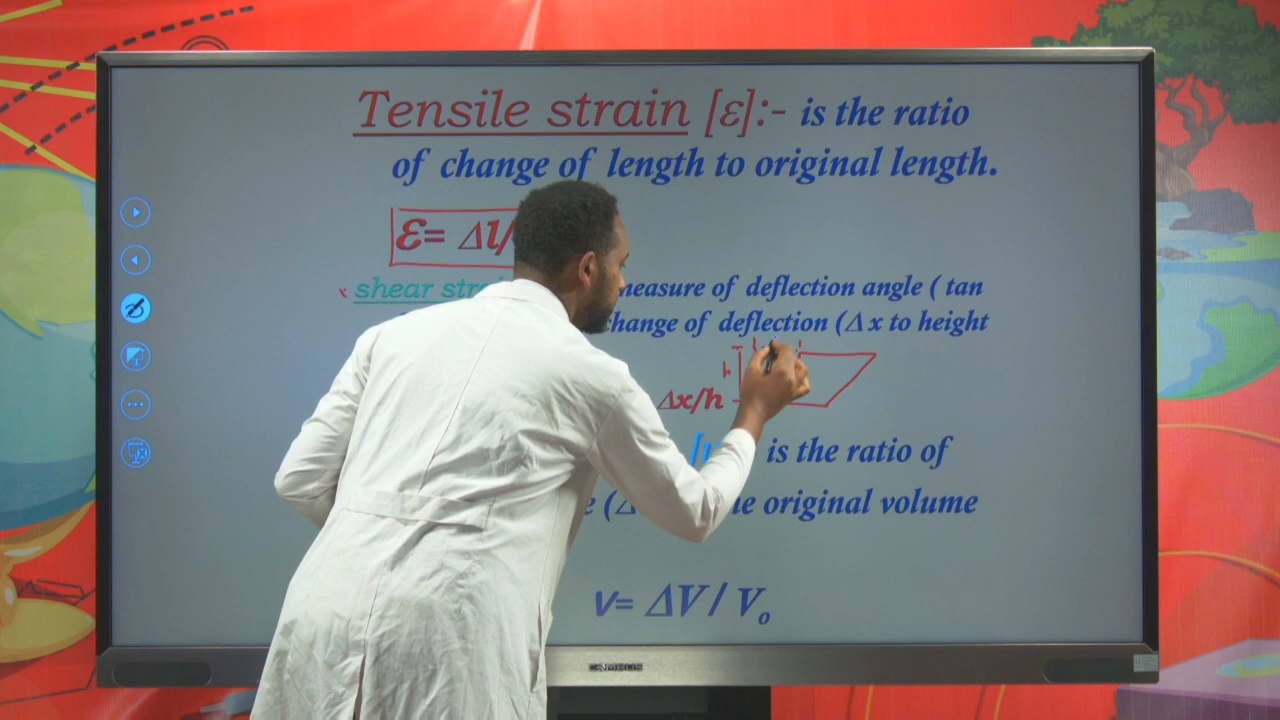 Tensile strain [ε]:- is the ratio
of change of length to original length.
ε= Δl/
shear measure of deflection angle ( tan
change of deflection (Δ x to height
h
Δx/h
is the ratio of
(Δ original volume
v= ΔV / Vo
CAMPUS